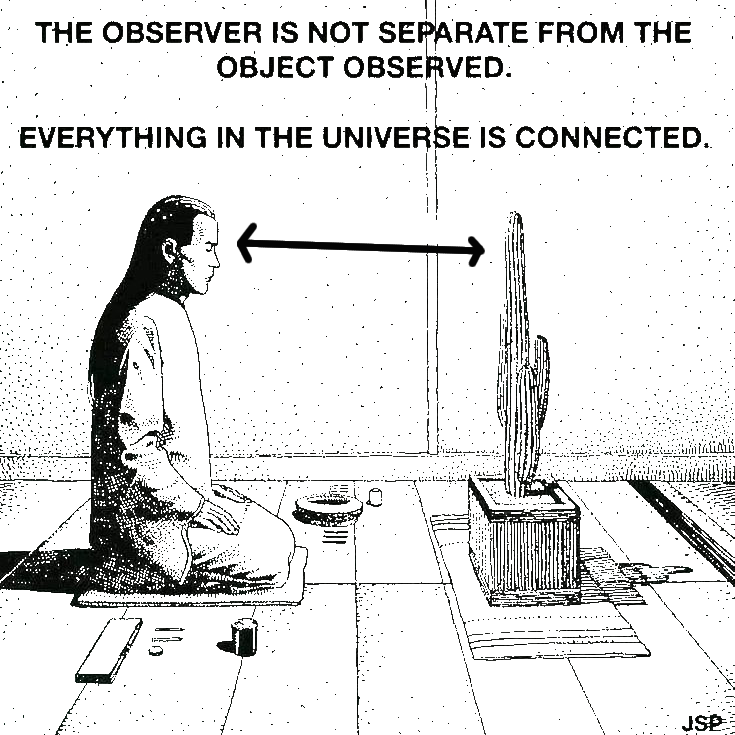 THE OBSERVER IS NOT SEPARATE FROM THE
OBJECT OBSERVED.
EVERYTHING IN THE UNIVERSE IS CONNECTED.
JSP